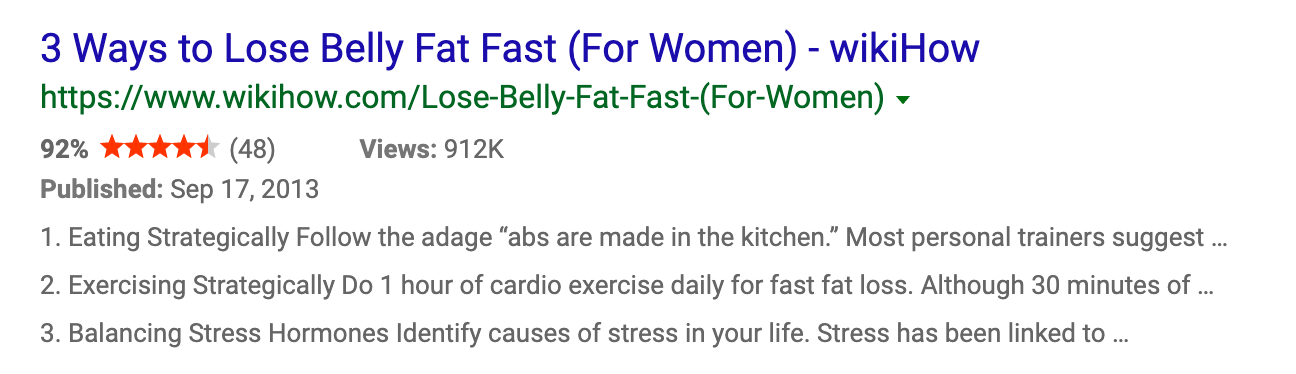 3 Ways to Lose Belly Fat Fast (For Women) - wikiHow
https://www.wikihow.com/Lose-Belly-Fat-Fast-(For-Women)
92% (48) Views: 912K
Published: Sep 17, 2013
1. Eating Strategically Follow the adage “abs are made in the kitchen.” Most personal trainers suggest ...
2. Exercising Strategically Do 1 hour of cardio exercise daily for fast fat loss. Although 30 minutes of ...
3. Balancing Stress Hormones Identify causes of stress in your life. Stress has been linked to ...